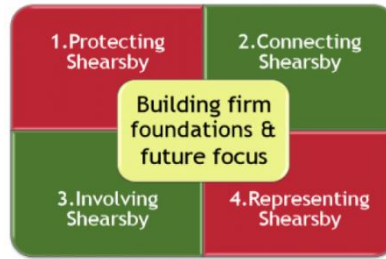 1.Protecting
Shearsby
2.Connecting
Shearsby
Building firm
foundations &
future focus
3.Involving
Shearsby
4.Representing
Shearsby